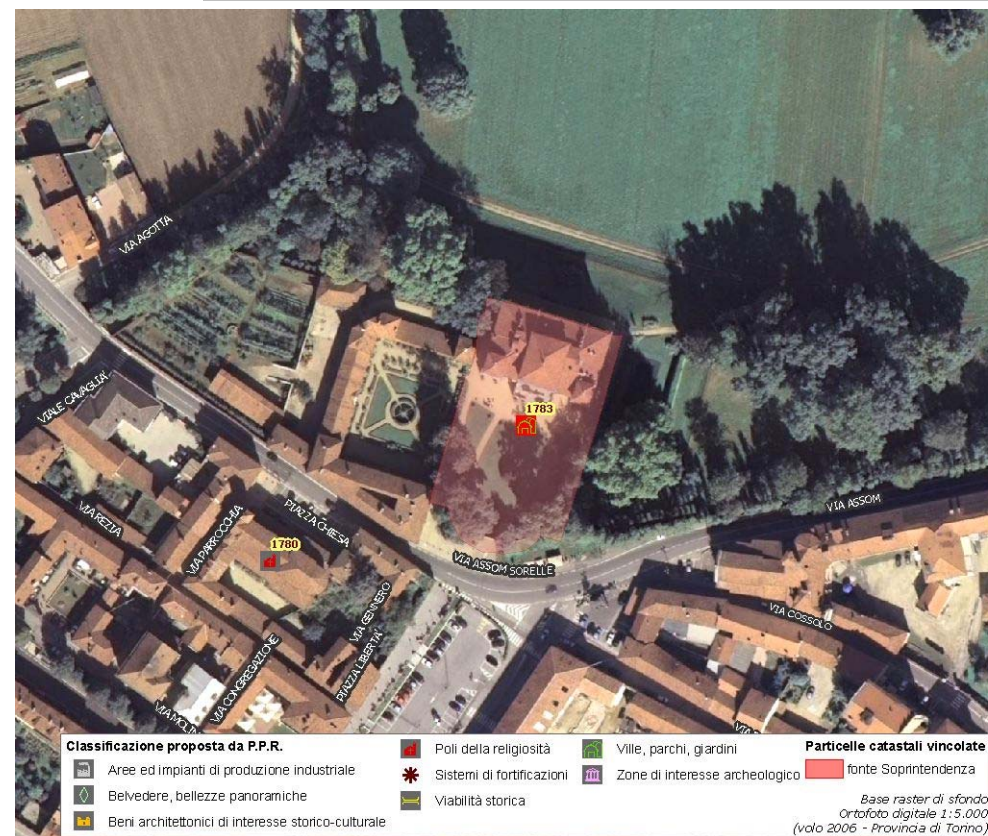 VIA AGOTTA
VIALE CAVAGLIA'
VIA REZIA
VIA PARROCCHIA
PIAZZA CHIESA
1783
1780
VIA ASSOM
VIA ASSOM SORELLE
VIA COSSOLO
VIA GENNERO
PIAZZA LIBERTÀ
VIA CONGREGAZIONE
Classificazione proposta da P.P.R.
Aree ed impianti di produzione industriale
Belvedere, bellezze panoramiche
Beni architettonici di interesse storico-culturale
Poli della religiosità
Sistemi di fortificazioni
Viabilità storica
Ville, parchi, giardini
Zone di interesse archeologico
Particelle catastali vincolate
fonte Soprintendenza
Base raster di sfondo
Ortofoto digitale 1:5.000
(volo 2006 - Provincia di Torino)